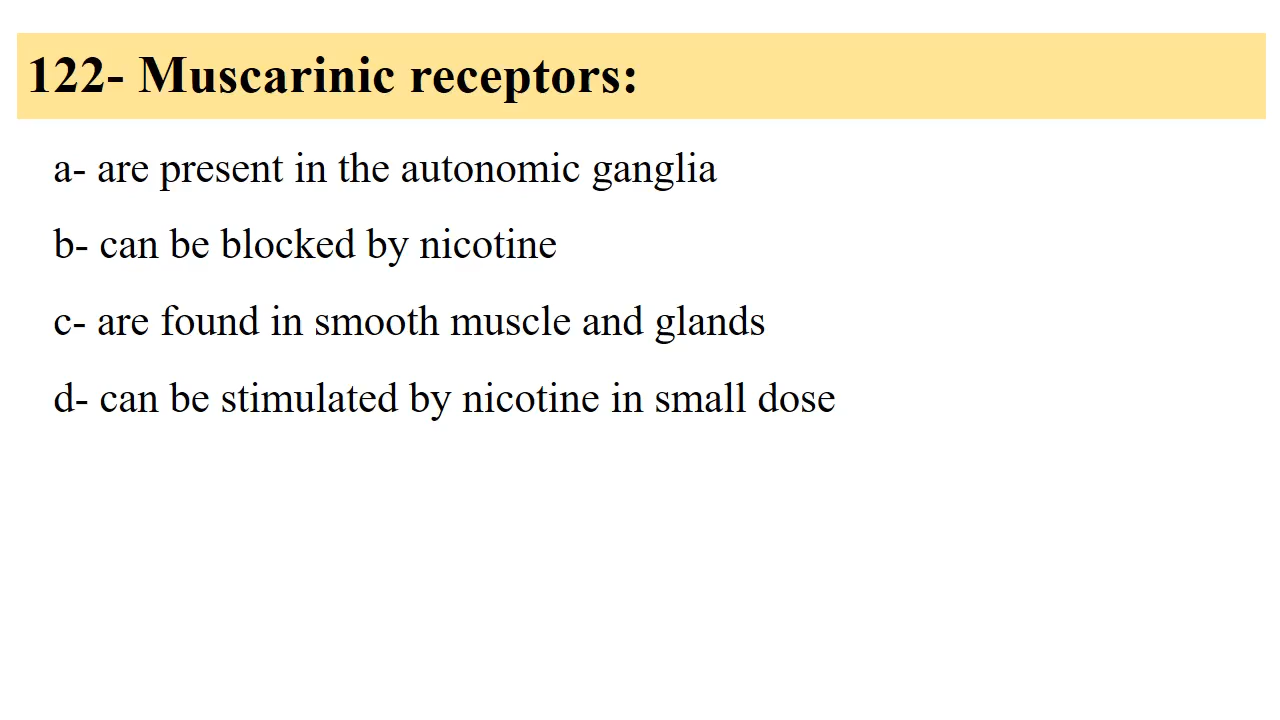 122- Muscarinic receptors:
a- are present in the autonomic ganglia
b- can be blocked by nicotine
c- are found in smooth muscle and glands
d- can be stimulated by nicotine in small dose